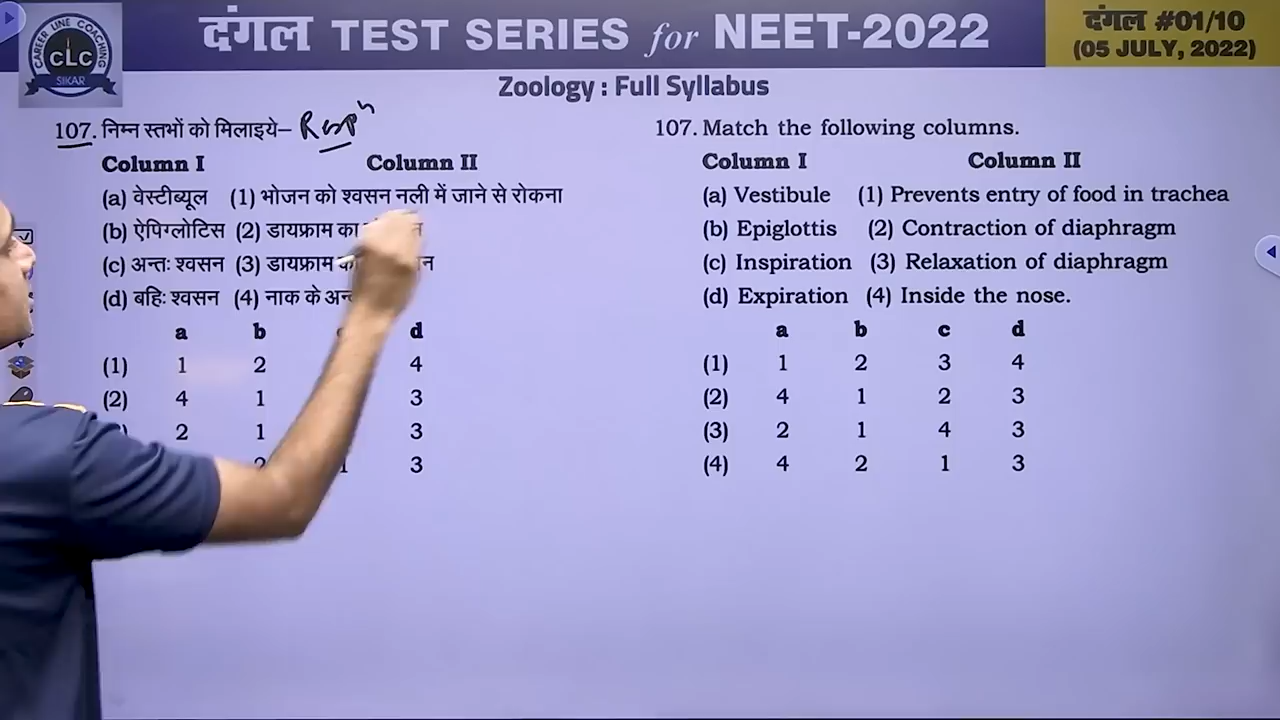 CAREER LINE COACHING
CLC
SIKAR
दंगल TEST SERIES for NEET-2022
दंगल #01/10
(05 JULY, 2022)
Zoology : Full Syllabus
107. निम्न स्तभों को मिलाइये–
Column I Column II
(a) वेस्टीब्यूल (1) भोजन को श्वसन नली में जाने से रोकना
(b) ऐपिग्लोटिस (2) डायफ्राम का
(c) अन्तः श्वसन (3) डायफ्राम
(d) बहिः श्वसन (4) नाक के
a b d
(1) 1 2 4
(2) 4 1 3
2 1 3
3
107. Match the following columns.
Column I Column II
(a) Vestibule (1) Prevents entry of food in trachea
(b) Epiglottis (2) Contraction of diaphragm
(c) Inspiration (3) Relaxation of diaphragm
(d) Expiration (4) Inside the nose.
a b c d
(1) 1 2 3 4
(2) 4 1 2 3
(3) 2 1 4 3
(4) 4 2 1 3